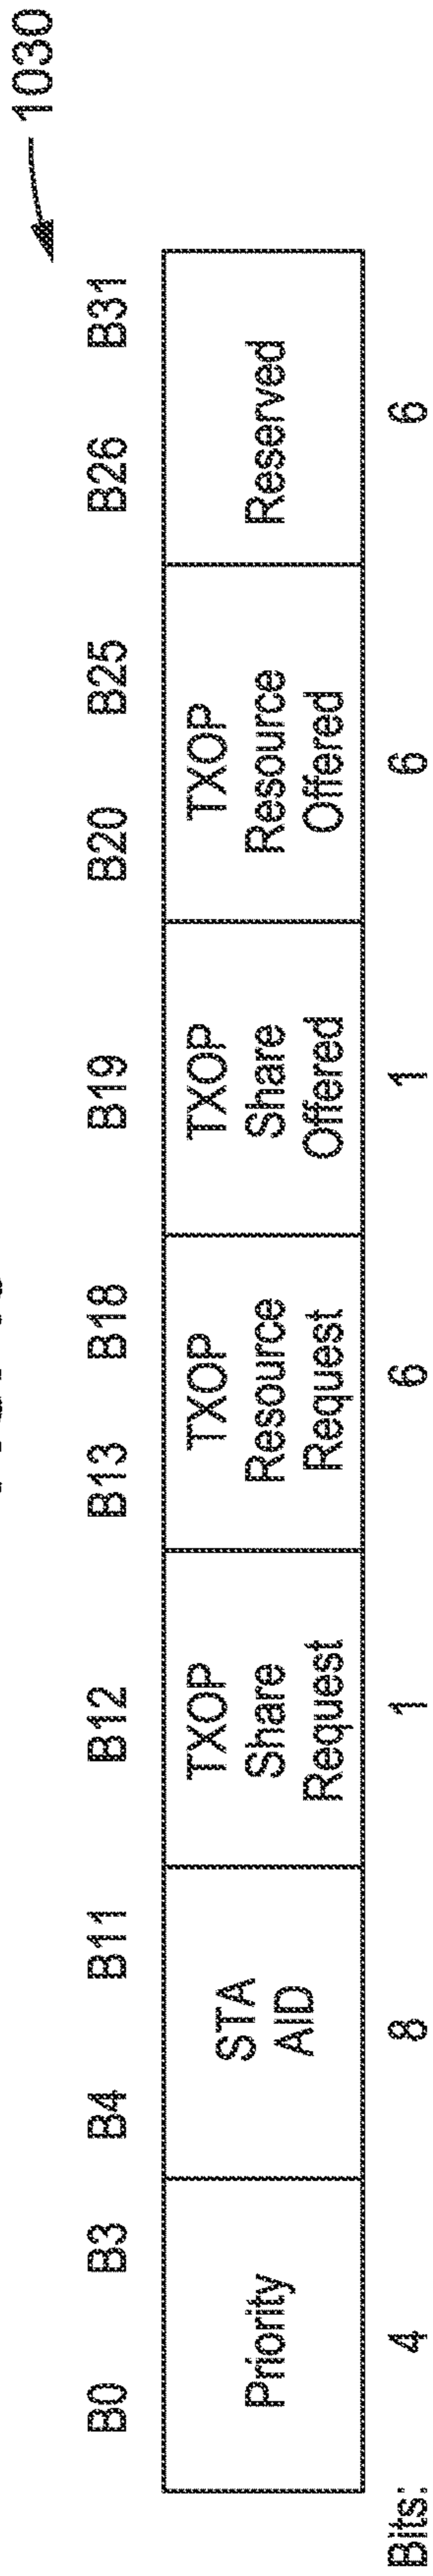 1030
B0 B3 B4 B11 B12 B13 B18 B19 B20 B25 B26 B31
Priority
STA
AID
TXOP
Share
Request
TXOP
Resource
Request
TXOP
Share
Offered
TXOP
Resource
Offered
Reserved
Bits: 4 8 1 6 1 6 6